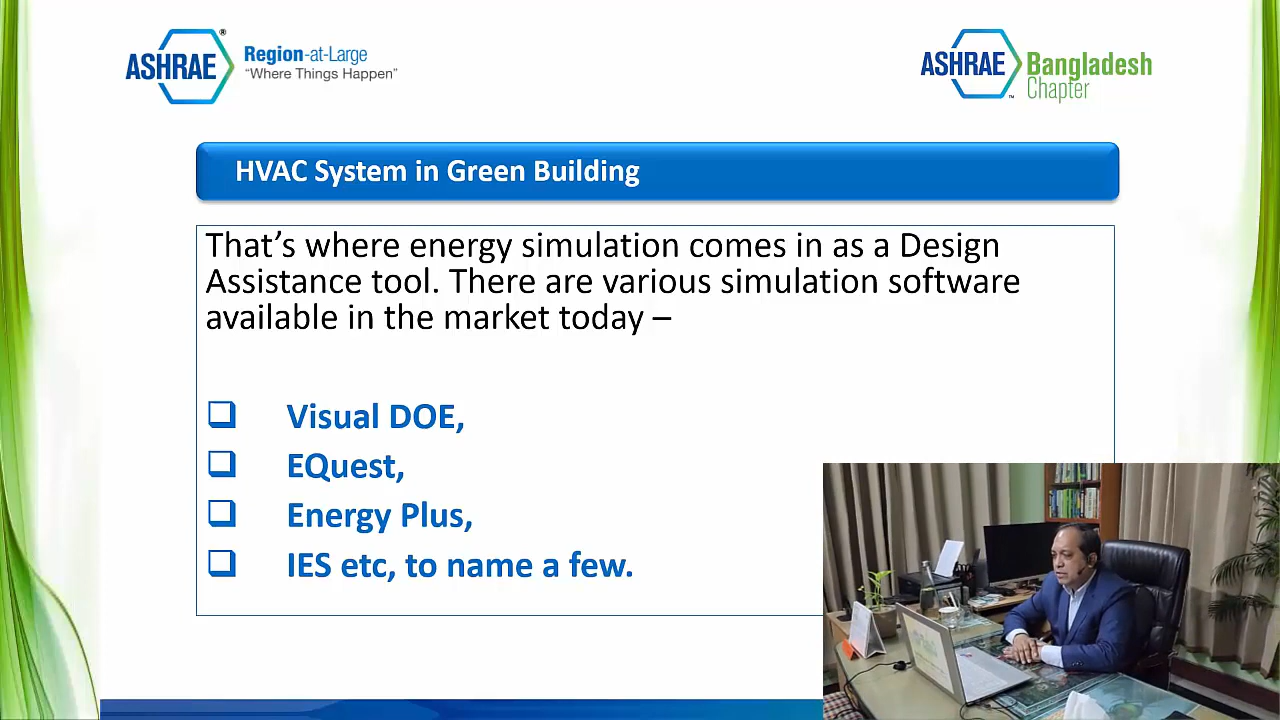 ASHRAE®
Region-at-Large
"Where Things Happen"
ASHRAE™
Bangladesh
Chapter
HVAC System in Green Building
That's where energy simulation comes in as a Design
Assistance tool. There are various simulation software
available in the market today –
❑ Visual DOE,
❑ EQuest,
❑ Energy Plus,
❑ IES etc, to name a few.